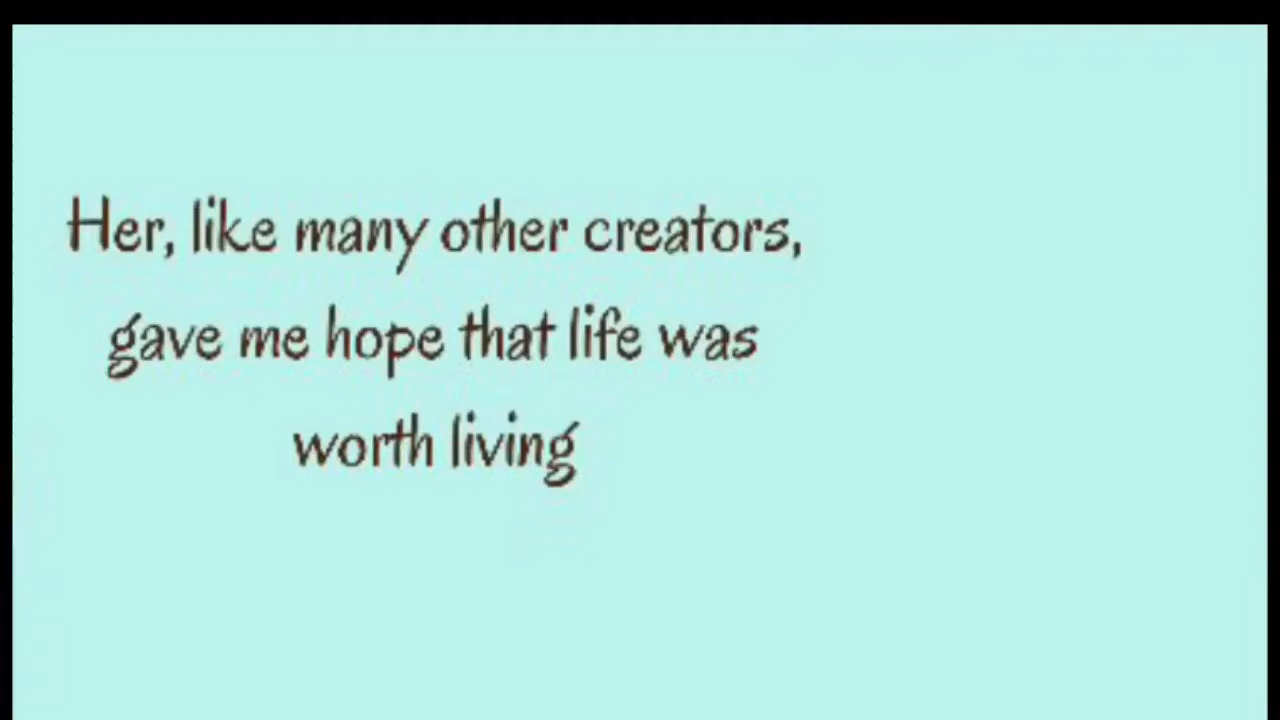 Her, like many other creators,
gave me hope that life was
worth living